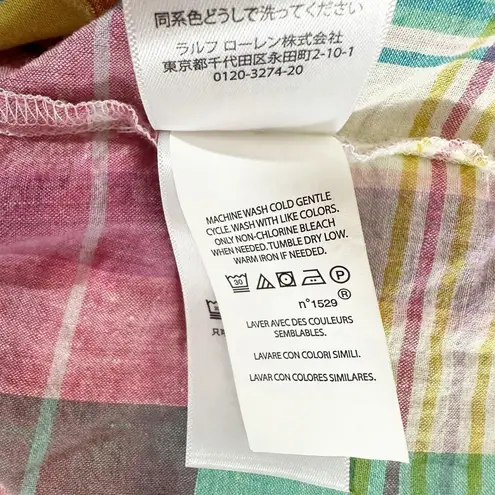 同系色どうしで洗ってください
ラルフ ローレン株式会社
東京都千代田区永田町2-10-1
0120-3274-20
MACHINE WASH COLD GENTLE
CYCLE. WASH WITH LIKE COLORS.
ONLY NON-CHLORINE BLEACH
WHEN NEEDED. TUMBLE DRY LOW.
WARM IRON IF NEEDED.
30
P
n°1529®
LAVER AVEC DES COULEURS
SEMBLABLES.
LAVARE CON COLORI SIMILI.
LAVAR CON COLORES SIMILARES.